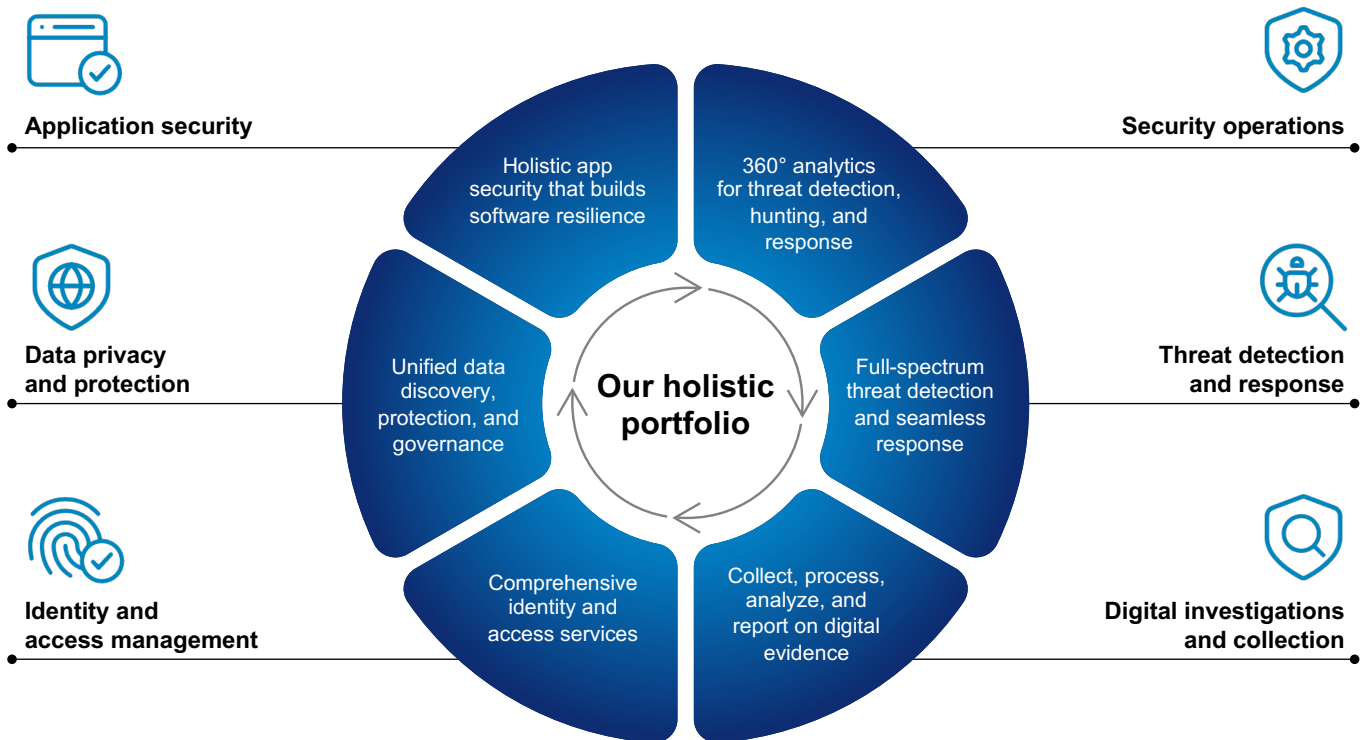 Application security
Holistic app
security that builds
software resilience
360° analytics
for threat detection,
hunting, and
response
Security operations
Data privacy
and protection
Unified data
discovery,
protection, and
governance
Our holistic
portfolio
Full-spectrum
threat detection
and seamless
response
Threat detection
and response
Identity and
access management
Comprehensive
identity and
access services
Collect, process,
analyze, and
report on digital
evidence
Digital investigations
and collection